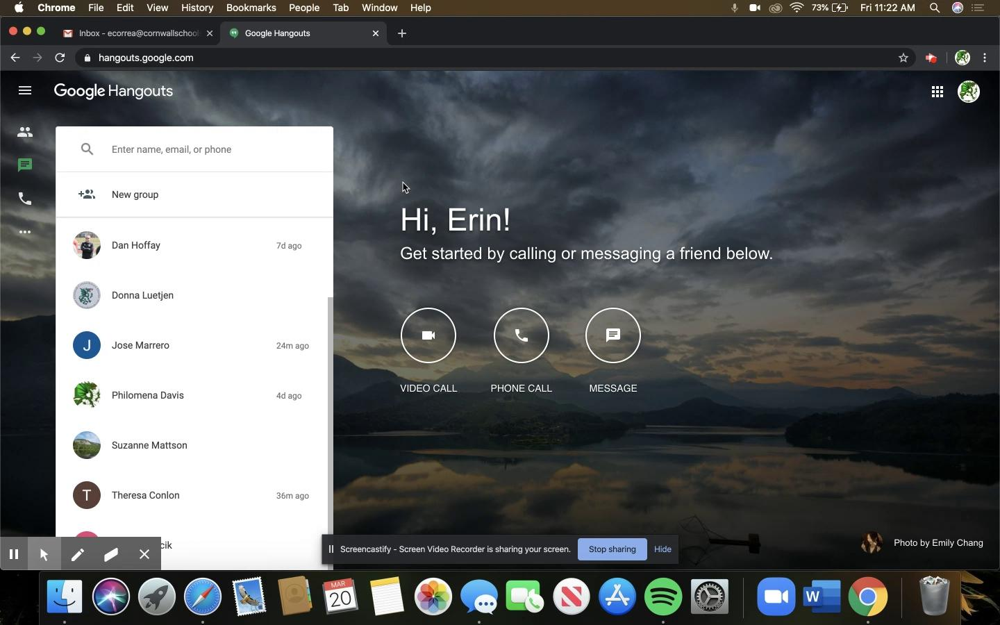 Chrome File Edit View History Bookmarks People Tab Window Help 73% Fri 11:22 AM
Inbox - ecorrea@cornwallschool
Google Hangouts
hangouts.google.com
Google Hangouts
Enter name, email, or phone
New group
Dan Hoffay 7d ago
Donna Luetjen
Jose Marrero 24m ago
Philomena Davis 4d ago
Suzanne Mattson
Theresa Conlon 36m ago
cik
J
T
Hi, Erin!
Get started by calling or messaging a friend below.
VIDEO CALL PHONE CALL MESSAGE
Photo by Emily Chang
Screencastify - Screen Video Recorder is sharing your screen. Stop sharing Hide
MAR
20
W